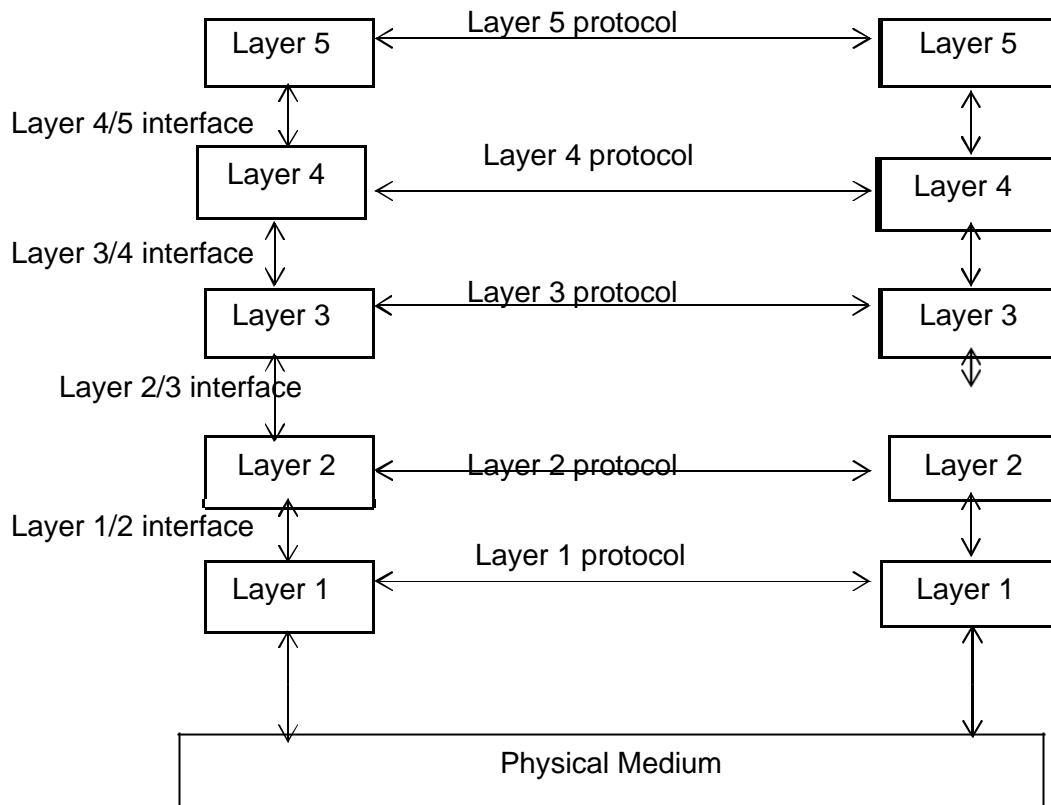 Layer 5 protocol
Layer 5
Layer 5
Layer 4/5 interface
Layer 4 protocol
Layer 4
Layer 4
Layer 3/4 interface
Layer 3 protocol
Layer 3
Layer 3
Layer 2/3 interface
Layer 2
Layer 2 protocol
Layer 2
Layer 1/2 interface
Layer 1 protocol
Layer 1
Layer 1
Physical Medium